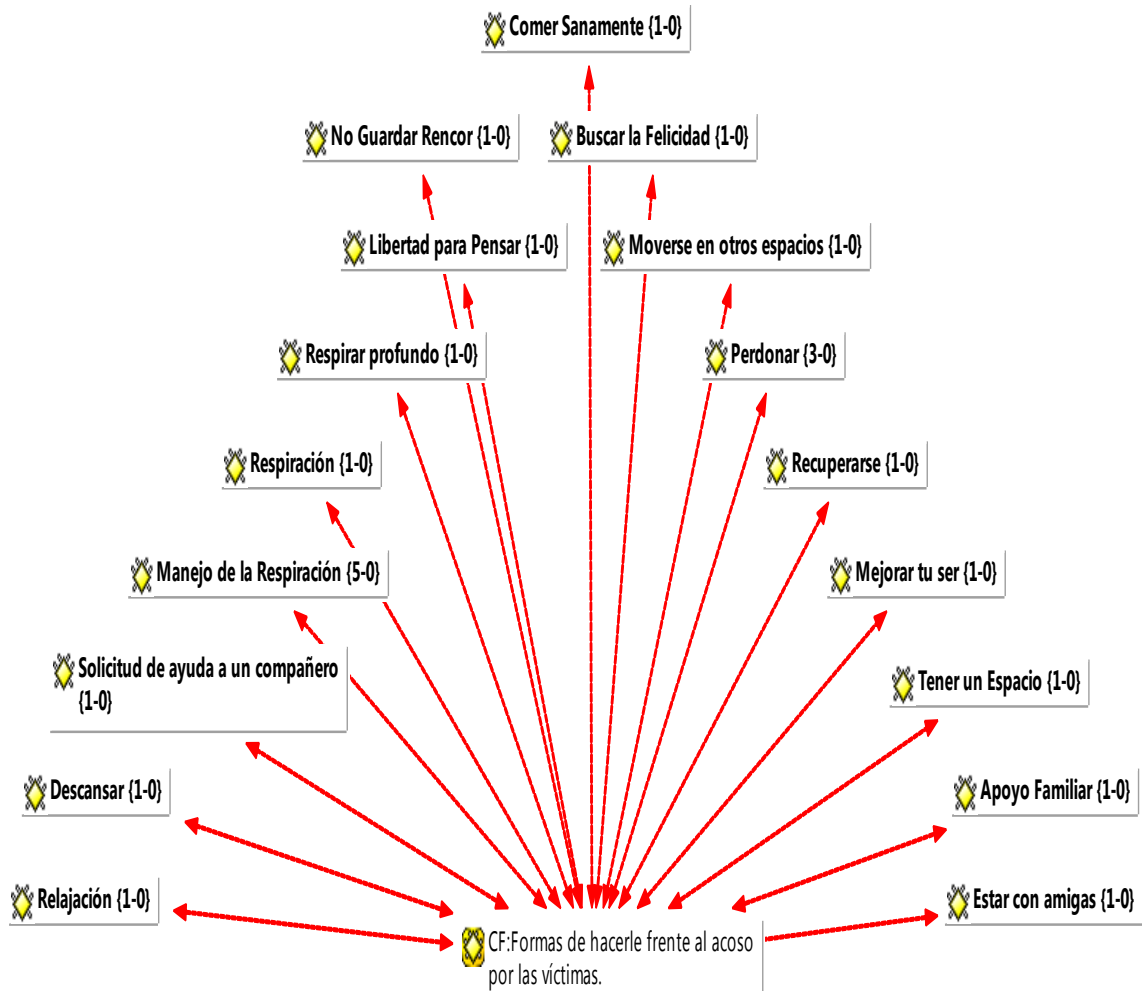 Comer Sanamente {1-0}
No Guardar Rencor {1-0}
Buscar la Felicidad {1-0}
Libertad para Pensar {1-0}
Moverse en otros espacios {1-0}
Respirar profundo {1-0}
Perdonar {3-0}
Respiración {1-0}
Recuperarse {1-0}
Manejo de la Respiración {5-0}
Mejorar tu ser {1-0}
Solicitud de ayuda a un compañero
{1-0}
Tener un Espacio {1-0}
Descansar {1-0}
Apoyo Familiar {1-0}
Relajación {1-0}
Estar con amigas {1-0}
CF:Formas de hacerle frente al acoso
por las víctimas.